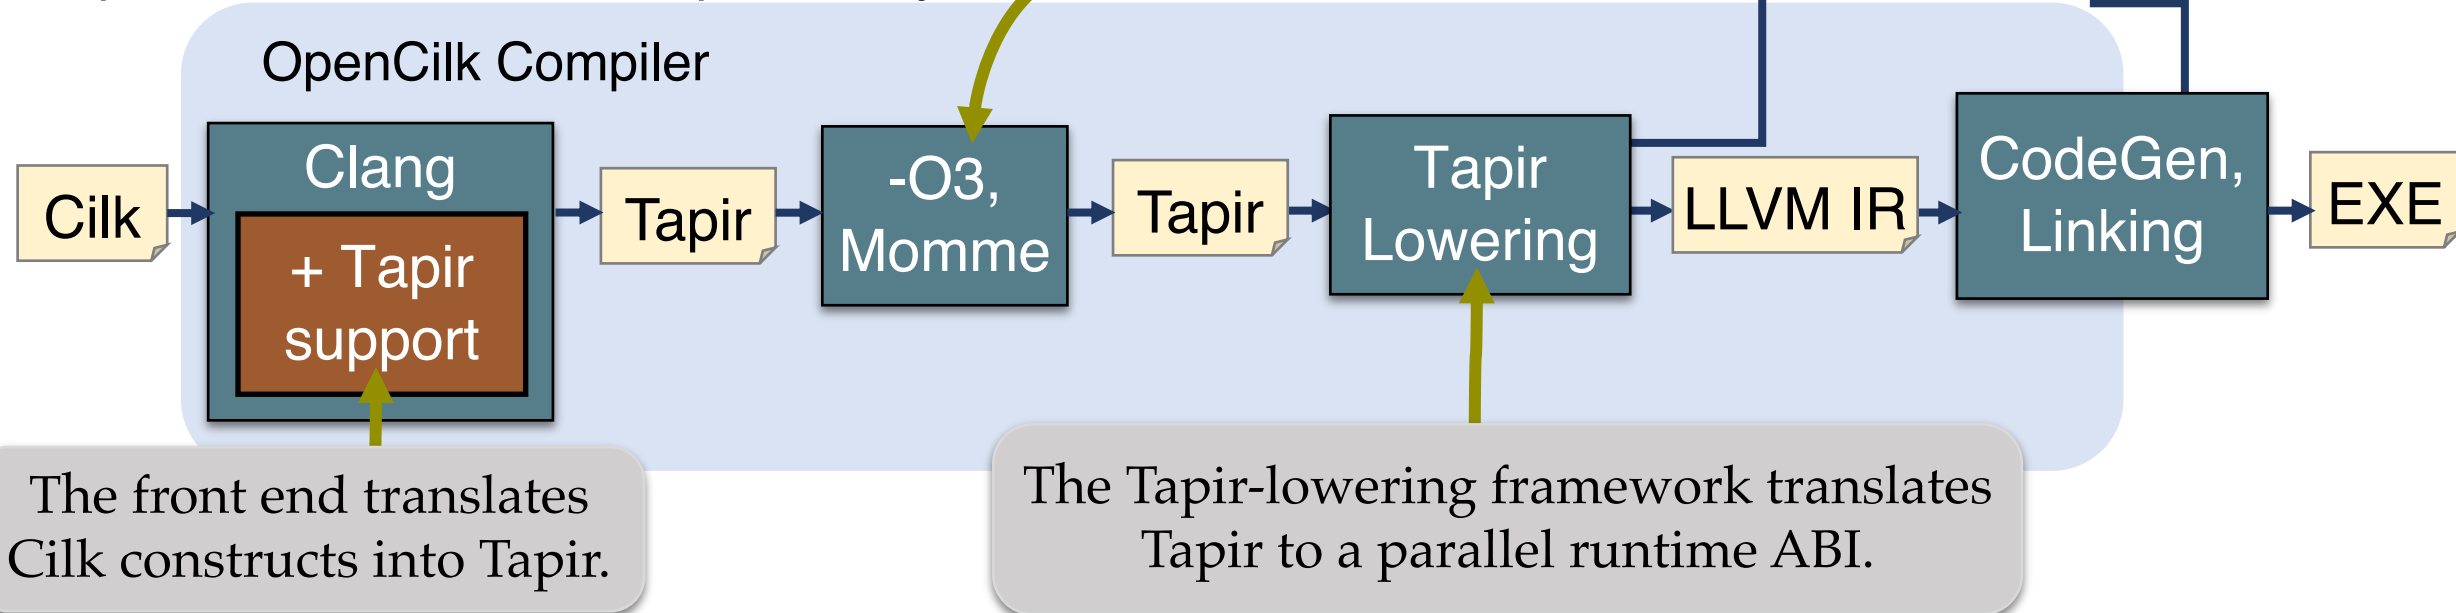 OpenCilk Compiler
Cilk
Clang
+ Tapir
support
Tapir
-O3,
Momme
Tapir
Tapir
Lowering
LLVM IR
CodeGen,
Linking
EXE
The front end translates
Cilk constructs into Tapir.
The Tapir-lowering framework translates
Tapir to a parallel runtime ABI.